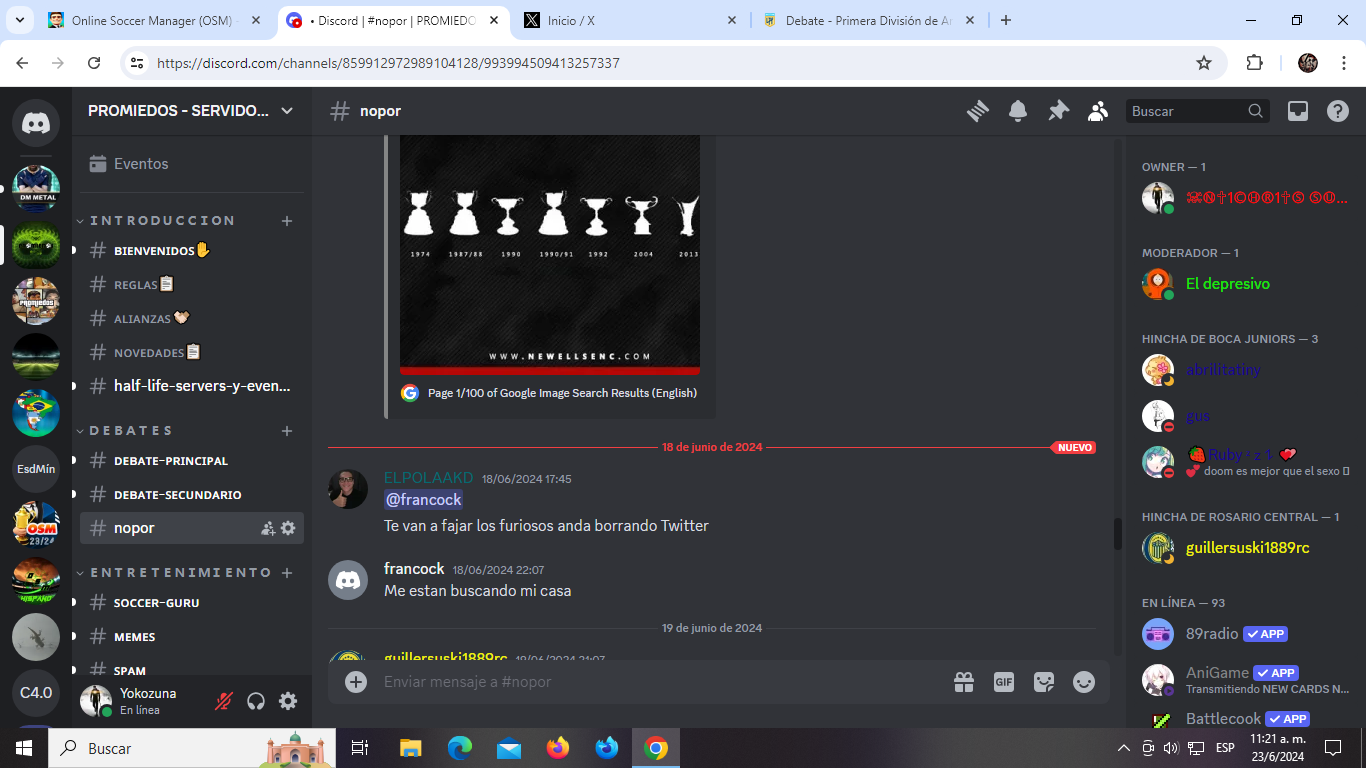 Online Soccer Manager (OSM)
• Discord | #nopor | PROMIEDO
Inicio / X
Debate - Primera División de Ar
https://discord.com/channels/859912972989104128/993994509413257337
DM METAL
PROMIEDOS
EsdMín
OSM
23/24
HISPANO
C4.0
PROMIEDOS - SERVIDO...
Eventos
INTRODUCCION
BIENVENIDOS✋
REGLAS📋
ALIANZAS🤝
NOVEDADES📋
half-life-servers-y-even...
DEBATES
DEBATE-PRINCIPAL
DEBATE-SECUNDARIO
nopor
ENTRETENIMIENTO
SOCCER-GURU
MEMES
SPAM
Yokozuna
En línea
# nopor
Buscar
1974 1987/88 1990 1990/91 1992 2004 2013
WWW.NEWELLSENC.COM
Page 1/100 of Google Image Search Results (English)
18 de junio de 2024
NUEVO
ELPOLAAKD 18/06/2024 17:45
@francock
Te van a fajar los furiosos anda borrando Twitter
francock 18/06/2024 22:07
Me estan buscando mi casa
19 de junio de 2024
guillersuski1889rc 19/06/2024 21:07
Enviar mensaje a #nopor
GIF
OWNER — 1
MODERADOR — 1
El depresivo
HINCHA DE BOCA JUNIORS — 3
abrilitatiny
gus
🍓Ruby
💕 doom es mejor que el sexo
HINCHA DE ROSARIO CENTRAL — 1
guillersuski1889rc
EN LÍNEA — 93
89radio ✓ APP
AniGame ✓ APP
Transmitiendo NEW CARDS N...
Battlecook ✓ APP
Buscar
ESP
11:21 a. m.
23/6/2024